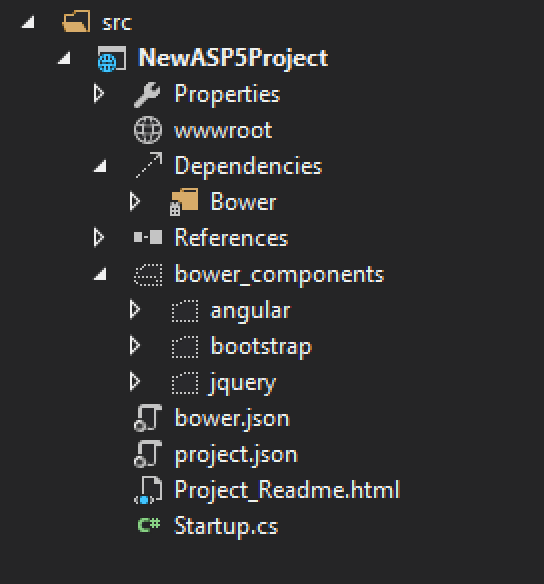 src
NewASP5Project
Properties
wwwroot
Dependencies
Bower
References
bower_components
angular
bootstrap
jquery
bower.json
project.json
Project_Readme.html
C# Startup.cs